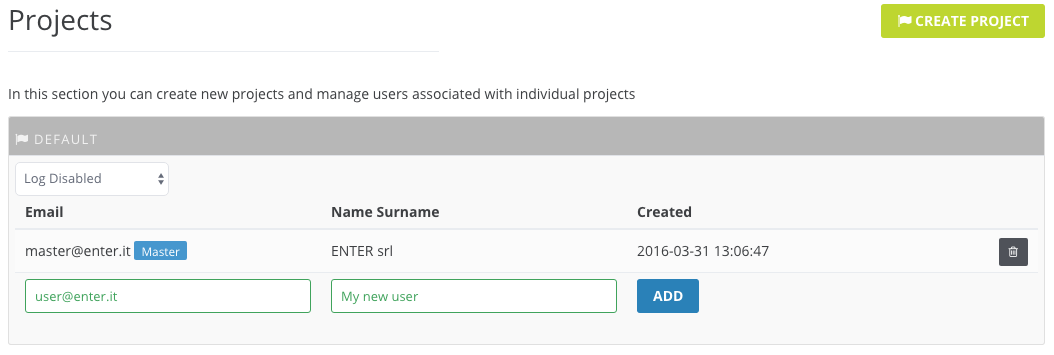 Projects
CREATE PROJECT
In this section you can create new projects and manage users associated with individual projects
DEFAULT
Log Disabled
Email Name Surname Created
master@enter.it Master ENTER srl 2016-03-31 13:06:47
user@enter.it My new user ADD